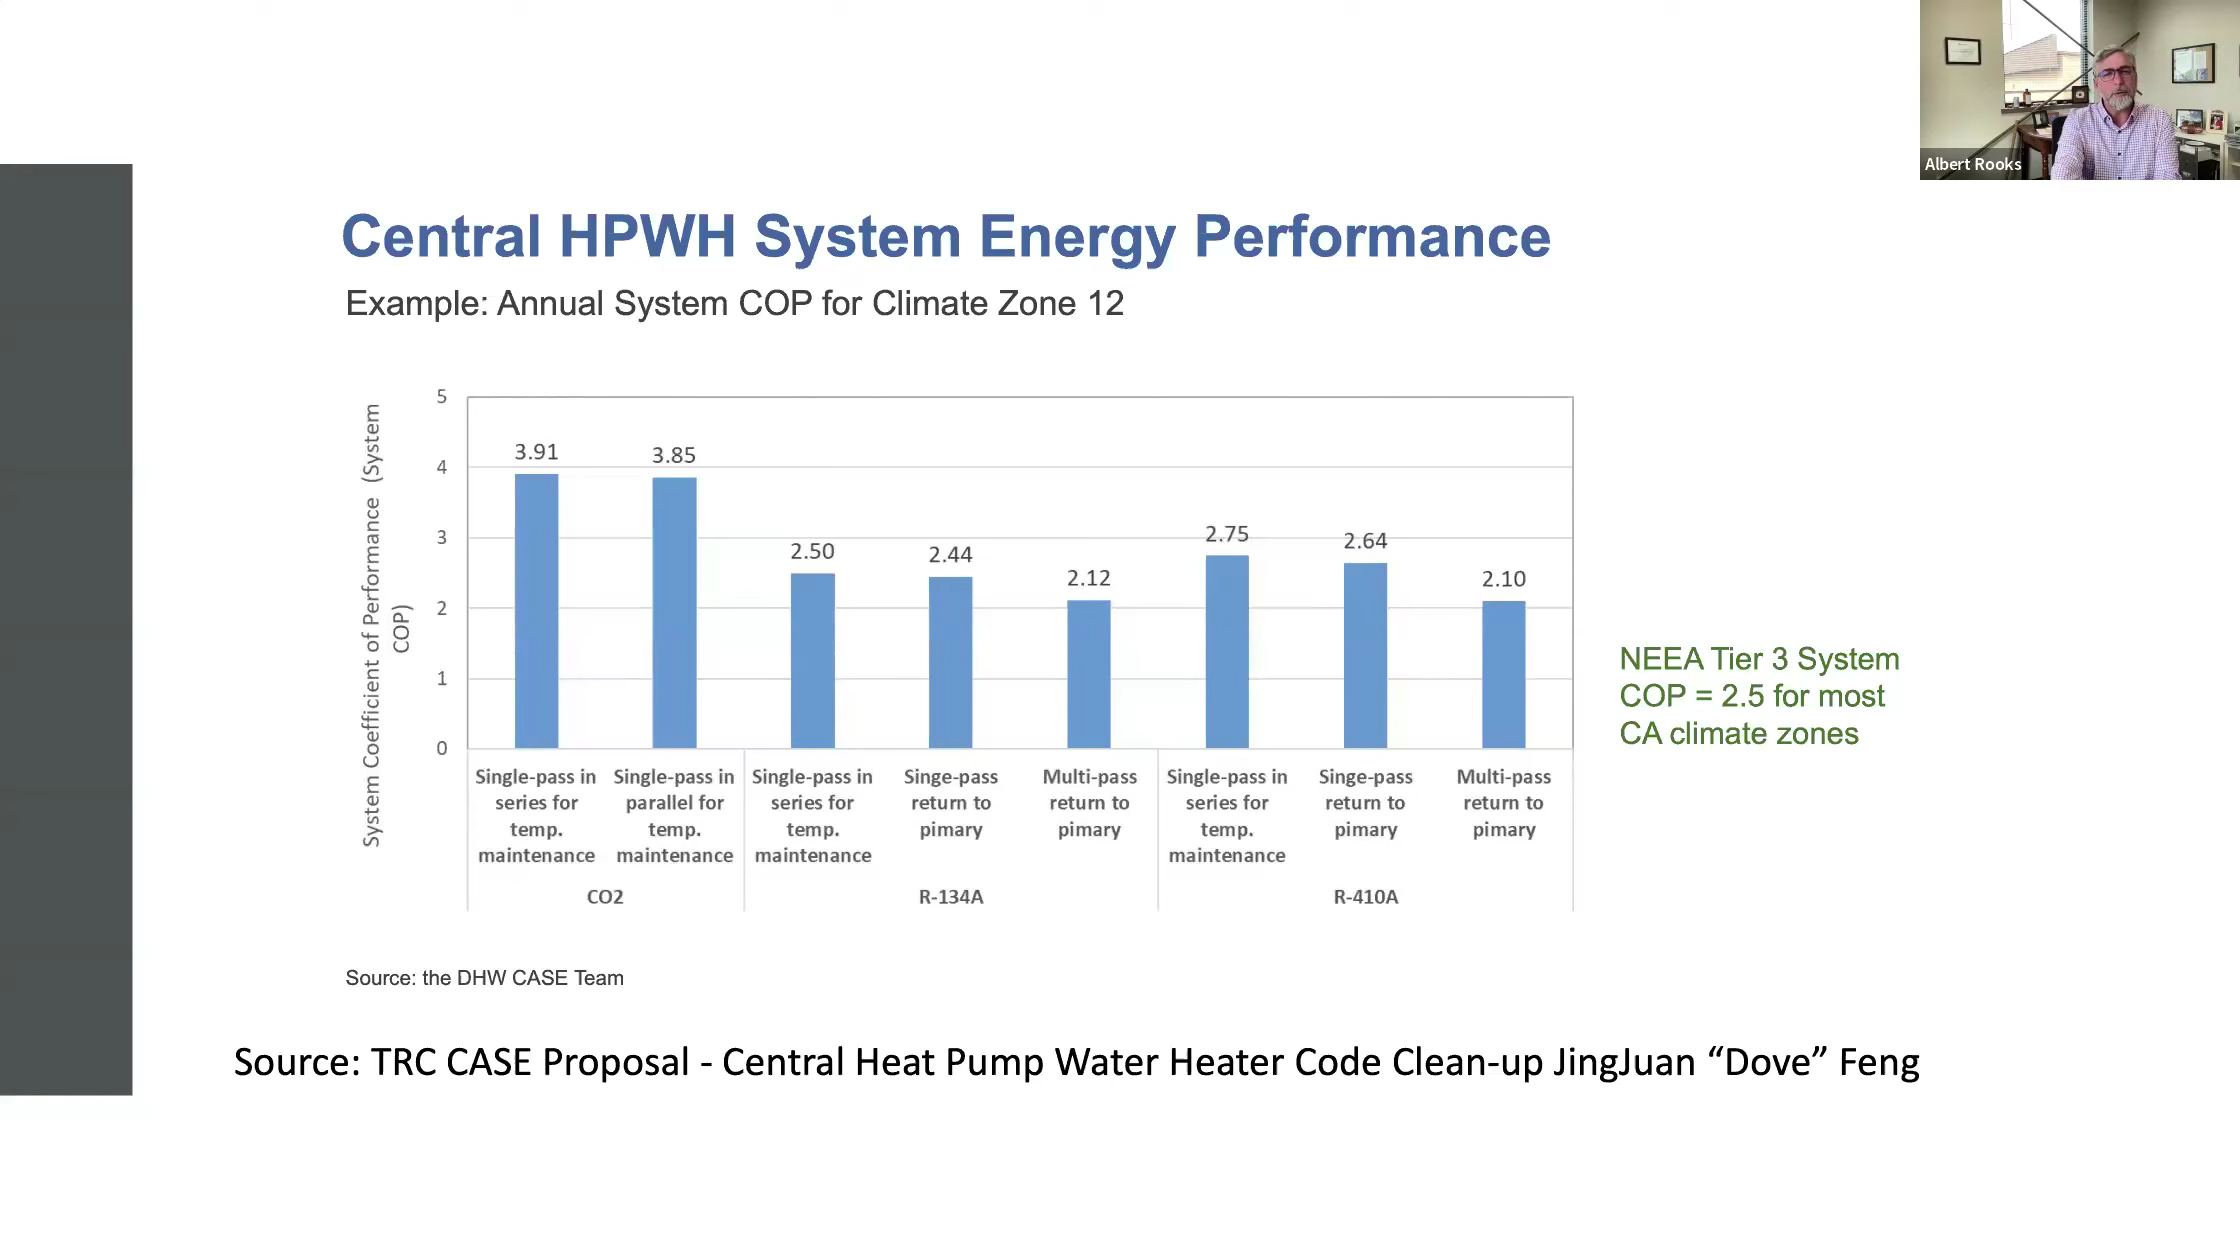 Albert Rooks
Central HPWH System Energy Performance
Example: Annual System COP for Climate Zone 12
System Coefficient of Performance (System
COP)
5
4
3
2
1
0
3.91
3.85
2.50
2.44
2.12
2.75
2.64
2.10
Single-pass in
series for
temp.
maintenance
Single-pass in
parallel for
temp.
maintenance
Single-pass in
series for
temp.
maintenance
Singe-pass
return to
pimary
Multi-pass
return to
pimary
Single-pass in
series for
temp.
maintenance
Singe-pass
return to
pimary
Multi-pass
return to
pimary
CO2
R-134A
R-410A
NEEA Tier 3 System
COP = 2.5 for most
CA climate zones
Source: the DHW CASE Team
Source: TRC CASE Proposal - Central Heat Pump Water Heater Code Clean-up JingJuan “Dove” Feng